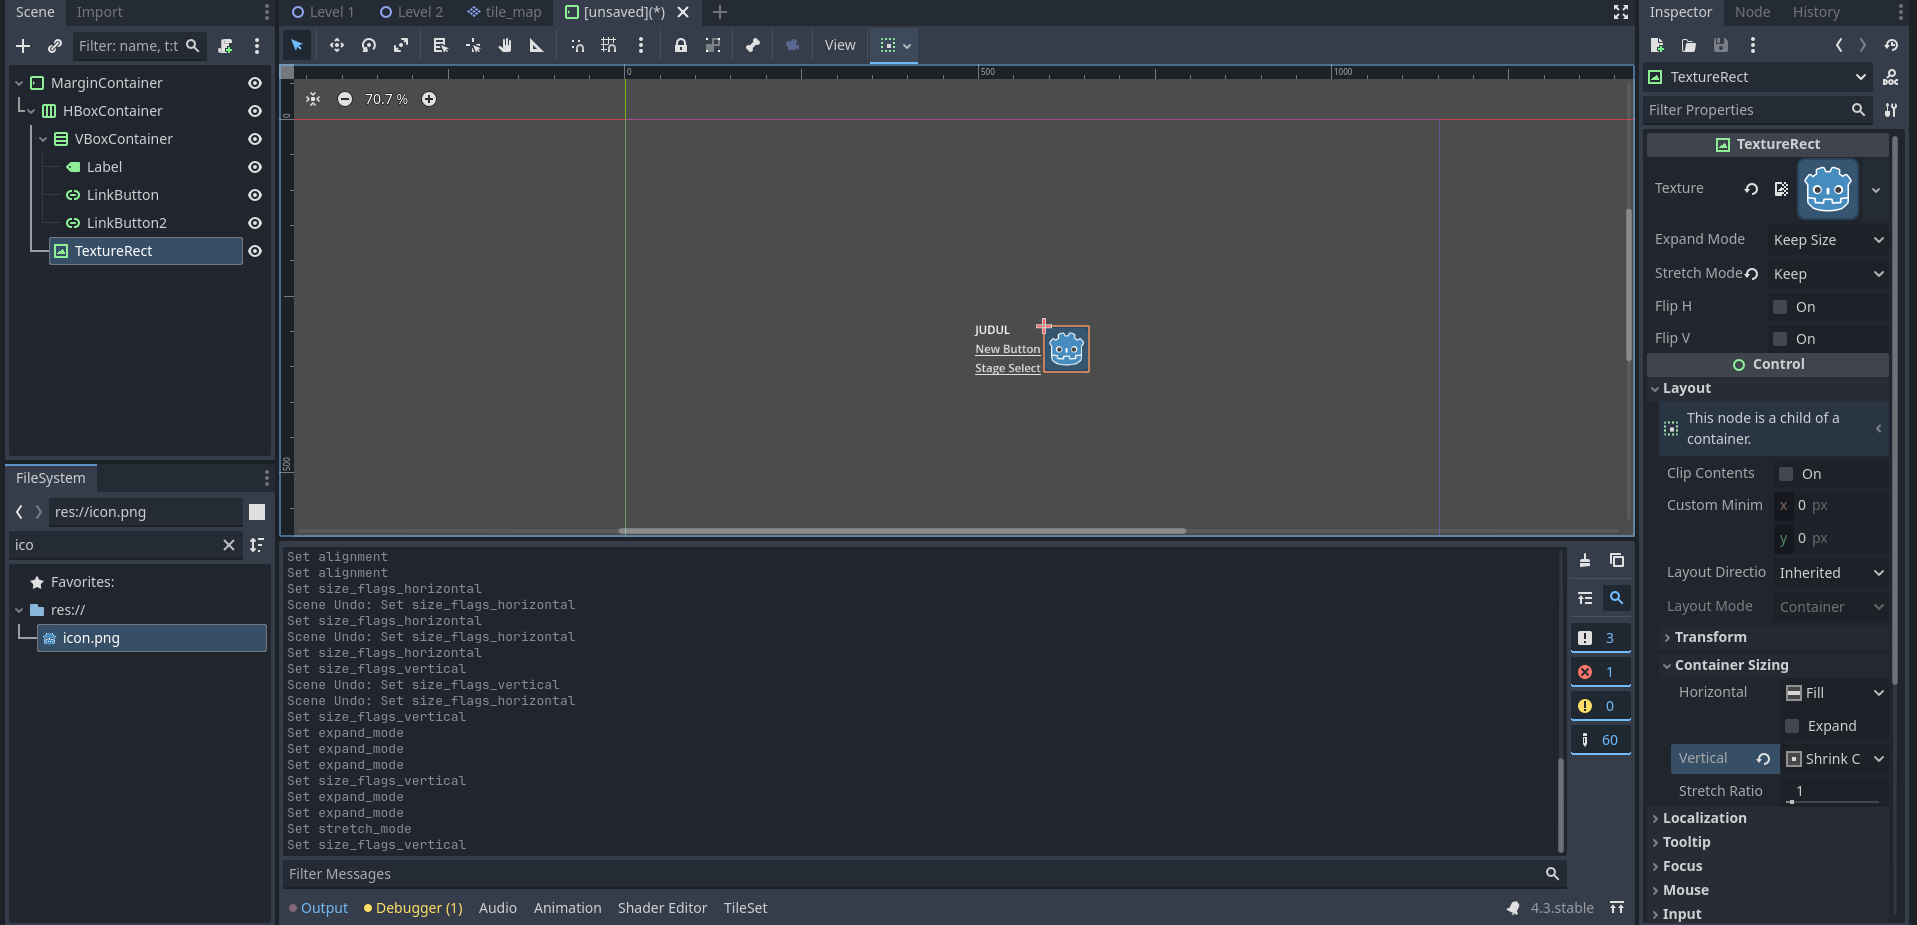 Scene Import
Filter: name, t:t
MarginContainer
HBoxContainer
VBoxContainer
Label
LinkButton
LinkButton2
TextureRect
FileSystem
res://icon.png
ico
Favorites:
res://
icon.png
Level 1 Level 2 tile_map [unsaved](*)
View
0 500 1000
70.7 %
0
500
JUDUL
New Button
Stage Select
Set alignment
Set alignment
Set size_flags_horizontal
Scene Undo: Set size_flags_horizontal
Set size_flags_horizontal
Scene Undo: Set size_flags_horizontal
Set size_flags_horizontal
Set size_flags_vertical
Scene Undo: Set size_flags_vertical
Scene Undo: Set size_flags_horizontal
Set size_flags_vertical
Set expand_mode
Set expand_mode
Set expand_mode
Set size_flags_vertical
Set expand_mode
Set expand_mode
Set stretch_mode
Set size_flags_vertical
3
1
0
60
Filter Messages
Output Debugger (1) Audio Animation Shader Editor TileSet 4.3.stable
Inspector Node History
TextureRect
DOC
Filter Properties
TextureRect
Texture
Expand Mode Keep Size
Stretch Mode Keep
Flip H On
Flip V On
Control
Layout
This node is a child of a
container.
Clip Contents On
Custom Minim x 0 px
y 0 px
Layout Directio Inherited
Layout Mode Container
Transform
Container Sizing
Horizontal Fill
Expand
Vertical Shrink C
Stretch Ratio 1
Localization
Tooltip
Focus
Mouse
Input